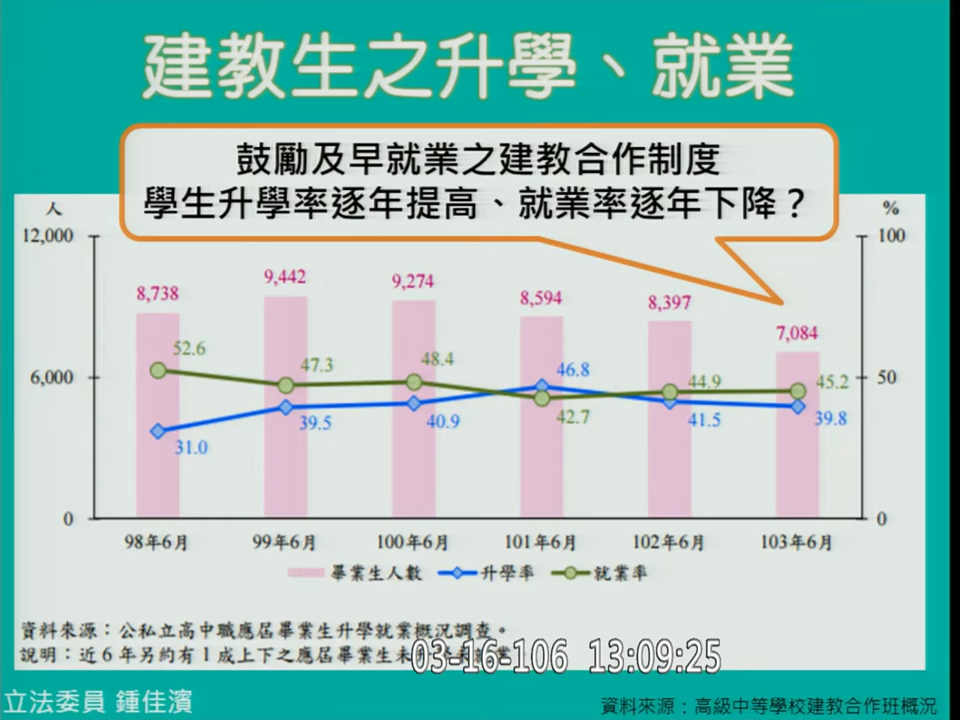 建教生之升學、就業
鼓勵及早就業之建教合作制度
學生升學率逐年提高、就業率逐年下降？
人
%
12,000
100
8,738
9,442
9,274
8,594
8,397
7,084
52.6
47.3
48.4
46.8
44.9
45.2
6,000
50
31.0
39.5
40.9
42.7
41.5
39.8
0
0
98年6月
99年6月
100年6月
101年6月
102年6月
103年6月
畢業生人數
升學率
就業率
資料來源：公私立高中職應屆畢業生升學就業概況調查。
說明：近6年另約有1成上下之應屆畢業生未
03-16-106 13:09:25
立法委員 鍾佳濱
資料來源：高級中等學校建教合作班概況